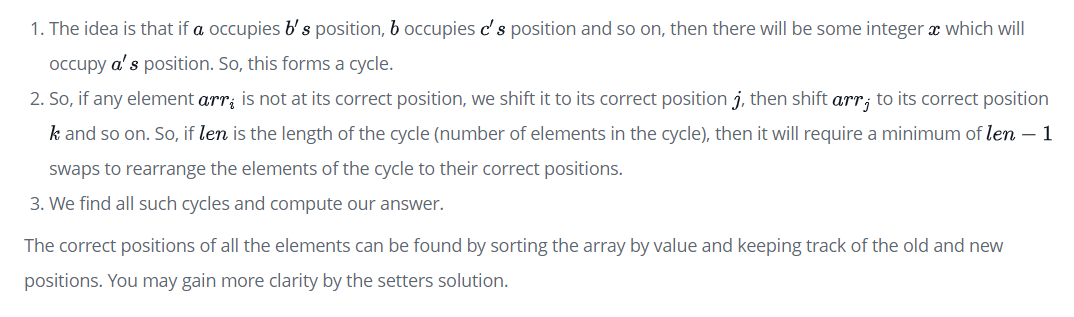 1. The idea is that if a occupies b's position, b occupies c's position and so on, then there will be some integer x which will
occupy a's position. So, this forms a cycle.
2. So, if any element arrᵢ is not at its correct position, we shift it to its correct position j, then shift arrⱼ to its correct position
k and so on. So, if len is the length of the cycle (number of elements in the cycle), then it will require a minimum of len − 1
swaps to rearrange the elements of the cycle to their correct positions.
3. We find all such cycles and compute our answer.
The correct positions of all the elements can be found by sorting the array by value and keeping track of the old and new
positions. You may gain more clarity by the setters solution.